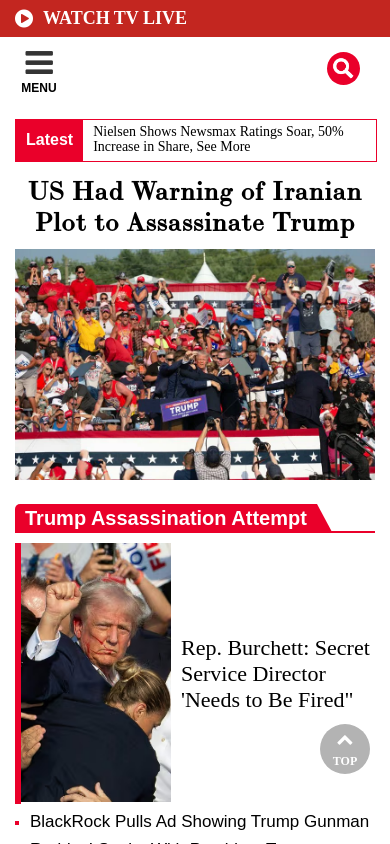 WATCH TV LIVE
MENU
Latest
Nielsen Shows Newsmax Ratings Soar, 50%
Increase in Share, See More
US Had Warning of Iranian
Plot to Assassinate Trump
TRUMP
Trump Assassination Attempt
Rep. Burchett: Secret
Service Director
'Needs to Be Fired"
TOP
BlackRock Pulls Ad Showing Trump Gunman